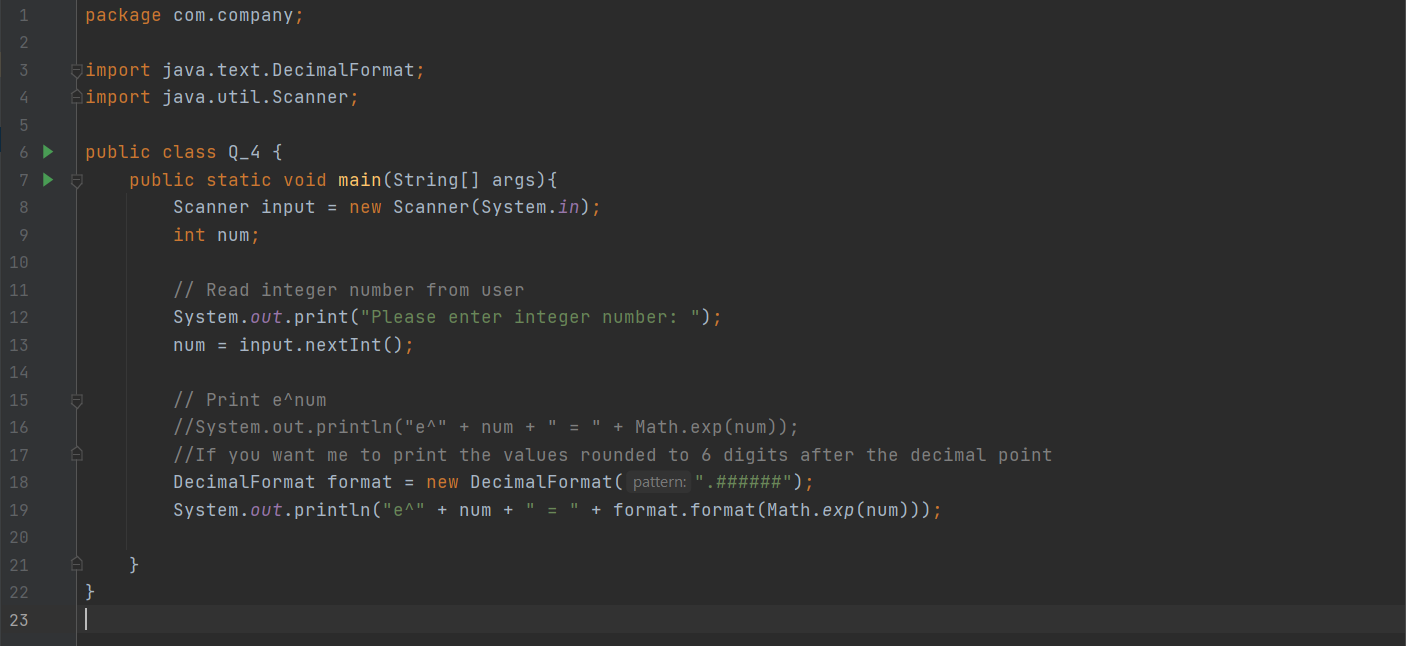 1 package com.company;
2
3 import java.text.DecimalFormat;
4 import java.util.Scanner;
5
6 public class Q_4 {
7     public static void main(String[] args){
8         Scanner input = new Scanner(System.in);
9         int num;
10
11         // Read integer number from user
12         System.out.print("Please enter integer number: ");
13         num = input.nextInt();
14
15         // Print e^num
16         //System.out.println("e^" + num + " = " + Math.exp(num));
17         //If you want me to print the values rounded to 6 digits after the decimal point
18         DecimalFormat format = new DecimalFormat( pattern: ".######");
19         System.out.println("e^" + num + " = " + format.format(Math.exp(num)));
20
21     }
22 }
23